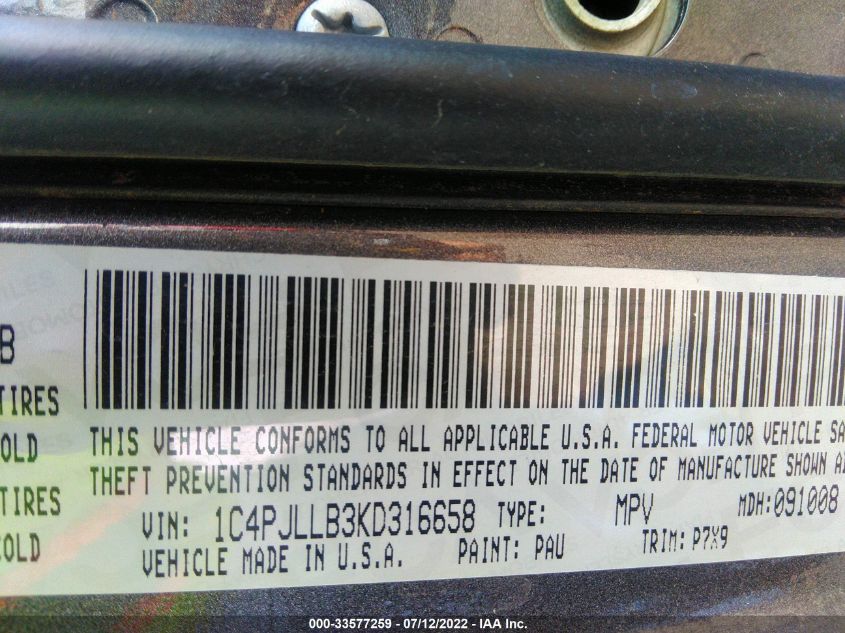 B
TIRES
COLD
TIRES
COLD
THIS VEHICLE CONFORMS TO ALL APPLICABLE U.S.A. FEDERAL MOTOR VEHICLE SA
THEFT PREVENTION STANDARDS IN EFFECT ON THE DATE OF MANUFACTURE SHOWN A
VIN: 1C4PJLLB3KD316658 TYPE: MPV MDH:091008
VEHICLE MADE IN U.S.A. PAINT: PAU TRIM: P7X9
000-33577259 - 07/12/2022 - IAA Inc.